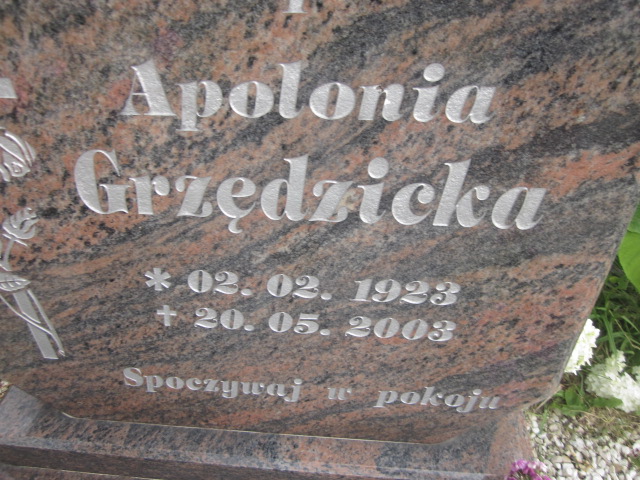 Apolonia
Grzędzicka
* 02. 02. 1923
† 20. 05. 2003
Spoczywaj w pokoju